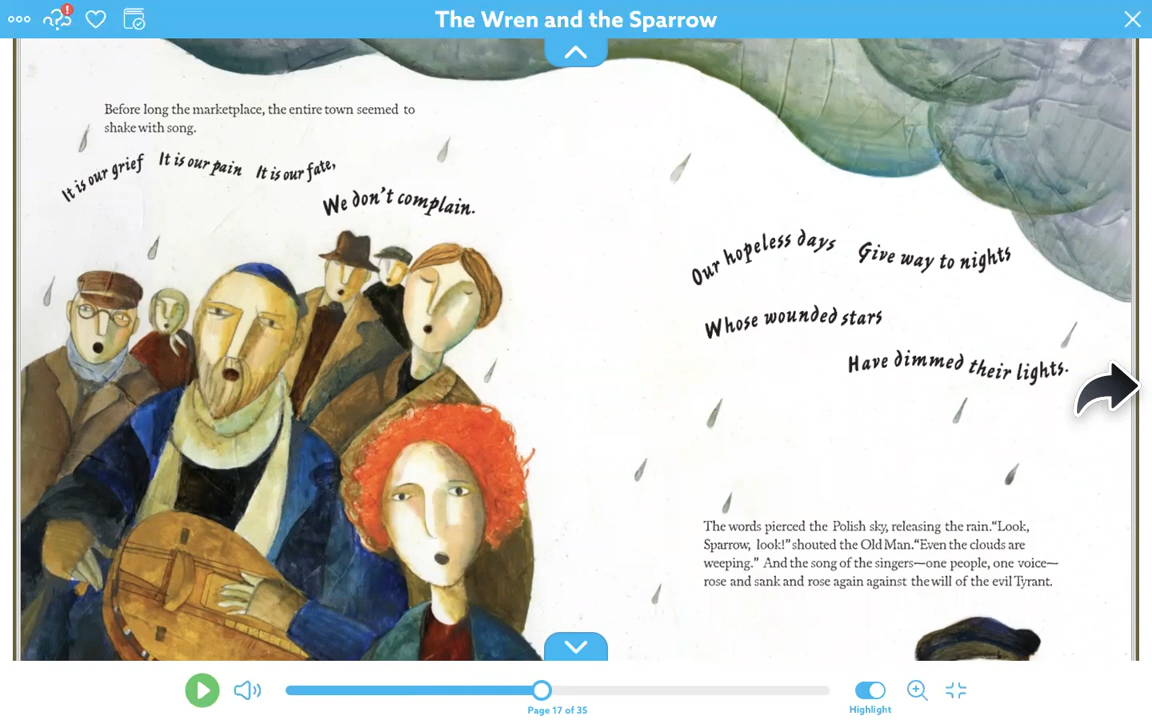 The Wren and the Sparrow
Before long the marketplace, the entire town seemed to
shake with song.
It is our grief It is our pain It is our fate,
We don't complain.
Our hopeless days Give way to nights
Whose wounded stars
Have dimmed their lights.
The words pierced the Polish sky, releasing the rain. “Look,
Sparrow, look!” shouted the Old Man. “Even the clouds are
weeping.” And the song of the singers—one people, one voice—
rose and sank and rose again against the will of the evil Tyrant.
Page 17 of 35
Highlight